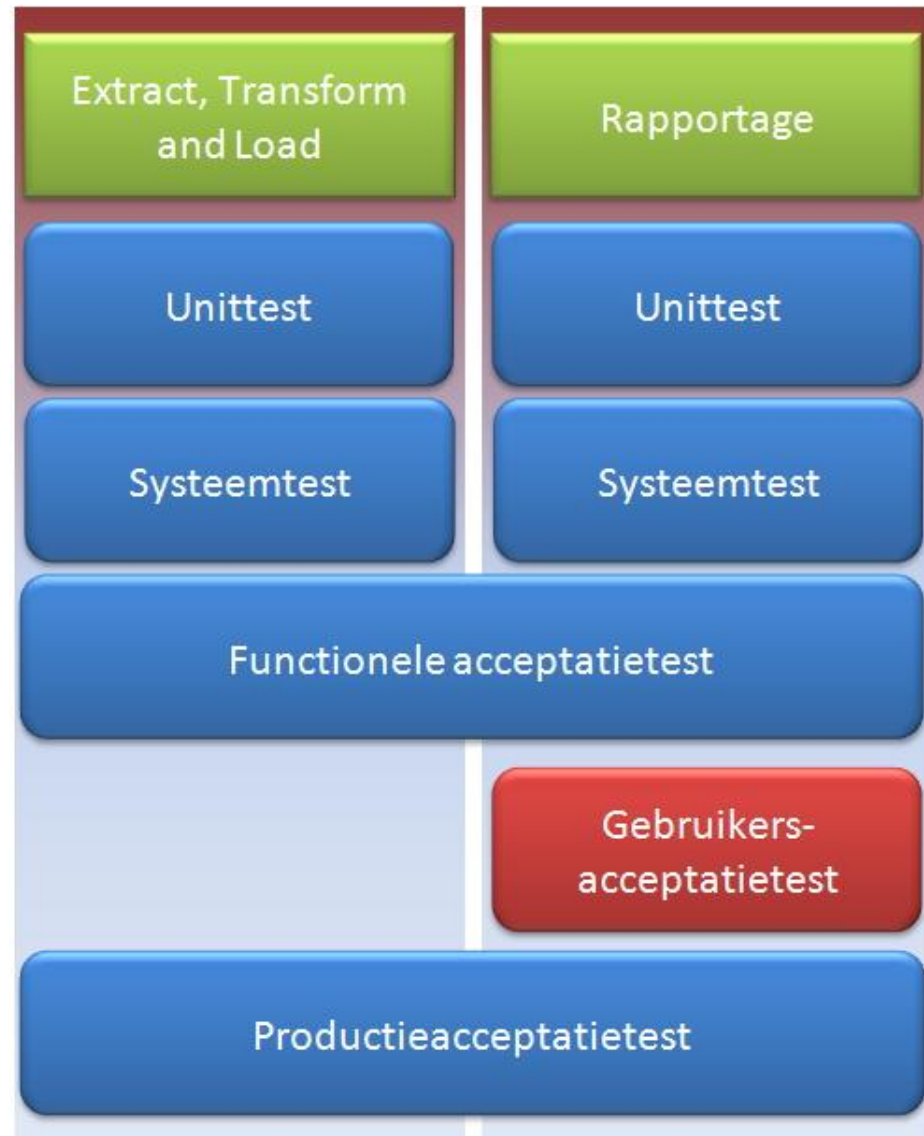 Extract, Transform
and Load
Rapportage
Unittest
Unittest
Systeemtest
Systeemtest
Functionele acceptatietest
Gebruikers-
acceptatietest
Productieacceptatietest